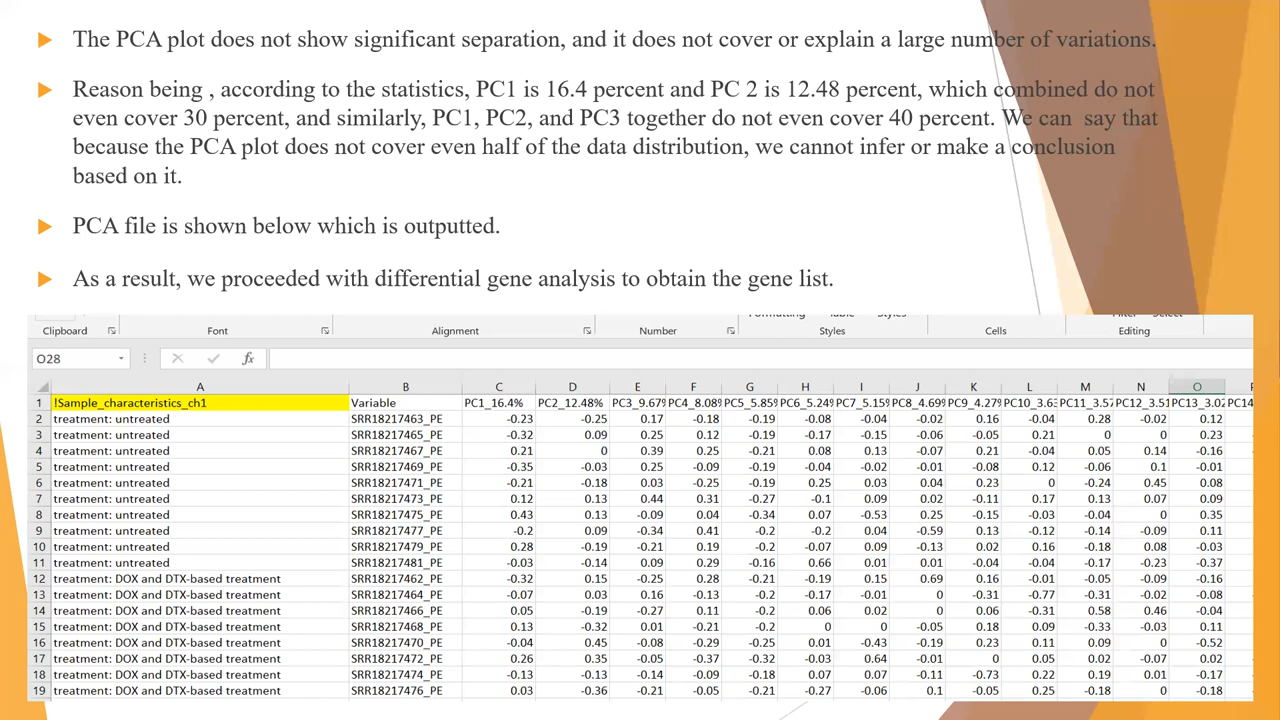 The PCA plot does not show significant separation, and it does not cover or explain a large number of variations.
Reason being , according to the statistics, PC1 is 16.4 percent and PC 2 is 12.48 percent, which combined do not
even cover 30 percent, and similarly, PC1, PC2, and PC3 together do not even cover 40 percent. We can say that
because the PCA plot does not cover even half of the data distribution, we cannot infer or make a conclusion
based on it.
PCA file is shown below which is outputted.
As a result, we proceeded with differential gene analysis to obtain the gene list.
Clipboard Font Alignment Number Styles Cells Editing
O28 fx
A B C D E F G H I J K L M N O
1 !Sample_characteristics_ch1 Variable PC1_16.4% PC2_12.48% PC3_9.67% PC4_8.08% PC5_5.85% PC6_5.24% PC7_5.15% PC8_4.69% PC9_4.27% PC10_3.63 PC11_3.57 PC12_3.51 PC13_3.02 PC14
2 treatment: untreated SRR18217463_PE -0.23 -0.25 0.17 -0.18 -0.19 -0.08 -0.04 -0.02 0.16 -0.04 0.28 -0.02 0.12
3 treatment: untreated SRR18217465_PE -0.32 0.09 0.25 0.12 -0.19 -0.17 -0.15 -0.06 -0.05 0.21 0 0 0.23
4 treatment: untreated SRR18217467_PE 0.21 0 0.39 0.25 -0.21 0.08 0.13 -0.07 0.21 -0.04 0.05 0.14 -0.16
5 treatment: untreated SRR18217469_PE -0.35 -0.03 0.25 -0.09 -0.19 -0.04 -0.02 -0.01 -0.08 0.12 -0.06 0.1 -0.01
6 treatment: untreated SRR18217471_PE -0.21 -0.18 0.03 -0.25 -0.19 0.25 0.03 0.04 0.23 0 -0.24 0.45 0.08
7 treatment: untreated SRR18217473_PE 0.12 0.13 0.44 0.31 -0.27 -0.1 0.09 0.02 -0.11 0.17 0.13 0.07 0.09
8 treatment: untreated SRR18217475_PE 0.43 0.13 -0.09 0.04 -0.34 0.07 -0.53 0.25 -0.15 -0.03 -0.04 0 0.35
9 treatment: untreated SRR18217477_PE -0.2 0.09 -0.34 0.41 -0.2 -0.2 0.04 -0.59 0.13 -0.12 -0.14 -0.09 0.11
10 treatment: untreated SRR18217479_PE 0.28 -0.19 -0.21 0.19 -0.2 -0.07 0.09 -0.13 0.02 0.16 -0.18 0.08 -0.03
11 treatment: untreated SRR18217481_PE -0.03 -0.14 0.09 0.29 -0.16 0.66 0.01 0.04 -0.04 -0.04 -0.17 -0.23 -0.37
12 treatment: DOX and DTX-based treatment SRR18217462_PE -0.32 0.15 -0.25 0.28 -0.21 -0.19 0.15 0.69 0.16 -0.01 -0.05 -0.09 -0.16
13 treatment: DOX and DTX-based treatment SRR18217464_PE -0.07 0.03 0.16 -0.13 -0.2 -0.02 -0.01 0 -0.31 -0.77 -0.31 -0.02 -0.08
14 treatment: DOX and DTX-based treatment SRR18217466_PE 0.05 -0.19 -0.27 0.11 -0.2 0.06 0.02 0 0.06 -0.31 0.58 0.46 -0.04
15 treatment: DOX and DTX-based treatment SRR18217468_PE 0.13 -0.32 0.01 -0.21 -0.2 0 0 -0.05 0.18 0.09 -0.33 -0.03 0.11
16 treatment: DOX and DTX-based treatment SRR18217470_PE -0.04 0.45 -0.08 -0.29 -0.25 0.01 -0.43 -0.19 0.23 0.11 0.09 0 -0.52
17 treatment: DOX and DTX-based treatment SRR18217472_PE 0.26 0.35 -0.05 -0.37 -0.32 -0.03 0.64 -0.01 0 0.05 0.02 -0.07 0.02
18 treatment: DOX and DTX-based treatment SRR18217474_PE -0.13 -0.13 -0.14 -0.09 -0.18 0.07 0.07 -0.11 -0.73 0.22 0.19 0.01 -0.17
19 treatment: DOX and DTX-based treatment SRR18217476_PE 0.03 -0.36 -0.21 -0.05 -0.21 -0.27 -0.06 0.1 -0.05 0.25 -0.18 0 -0.18